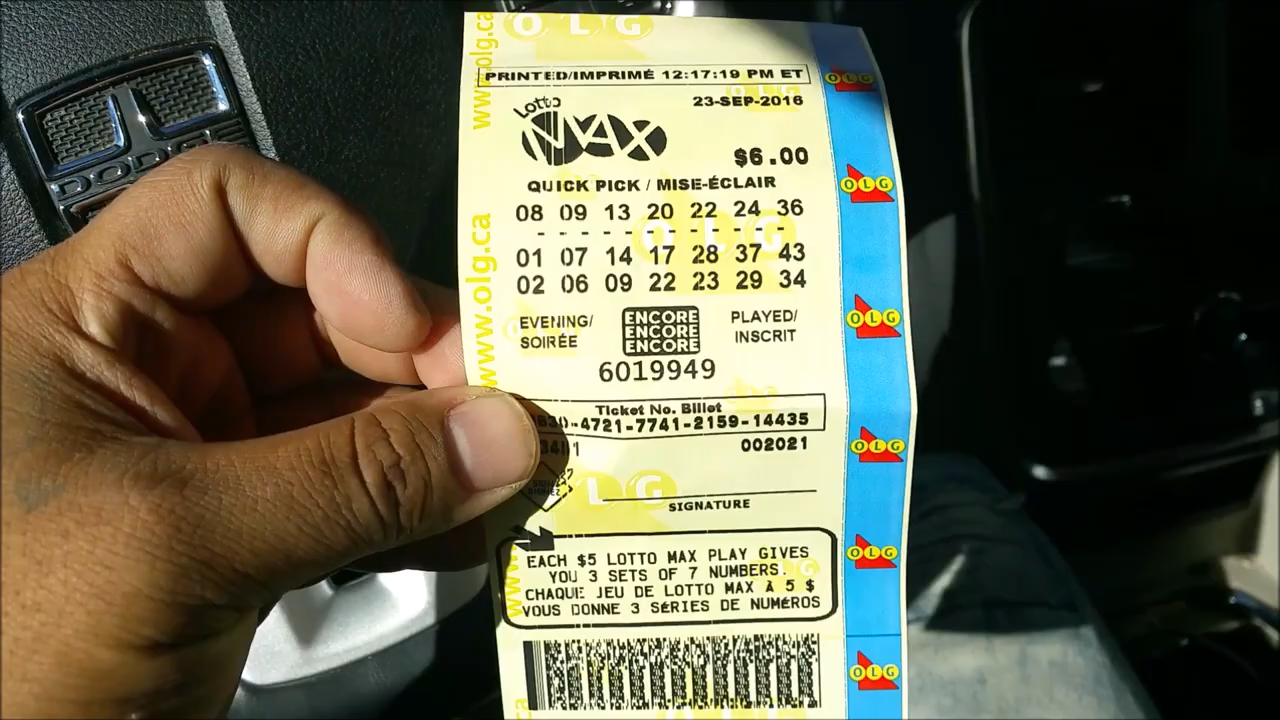 OLG
PRINTED/IMPRIMÉ 12:17:19 PM ET
23-SEP-2016
Lotto
MAX
$6.00
QUICK PICK / MISE-ÉCLAIR
08 09 13 20 22 24 36
- - - - - - - - - - - -
01 07 14 17 28 37 43
02 06 09 22 23 29 34
EVENING/
SOIRÉE
ENCORE
ENCORE
ENCORE
PLAYED/
INSCRIT
6019949
Ticket No. Billet
-4721-7741-2159-14435
002021
SIGNATURE
EACH $5 LOTTO MAX PLAY GIVES
YOU 3 SETS OF 7 NUMBERS.
CHAQUE JEU DE LOTTO MAX À 5 $
VOUS DONNE 3 SÉRIES DE NUMÉROS
www.olg.ca
www.olg.ca
OLG
OLG
OLG
OLG
OLG
OLG
OLG
OLG
DODGE